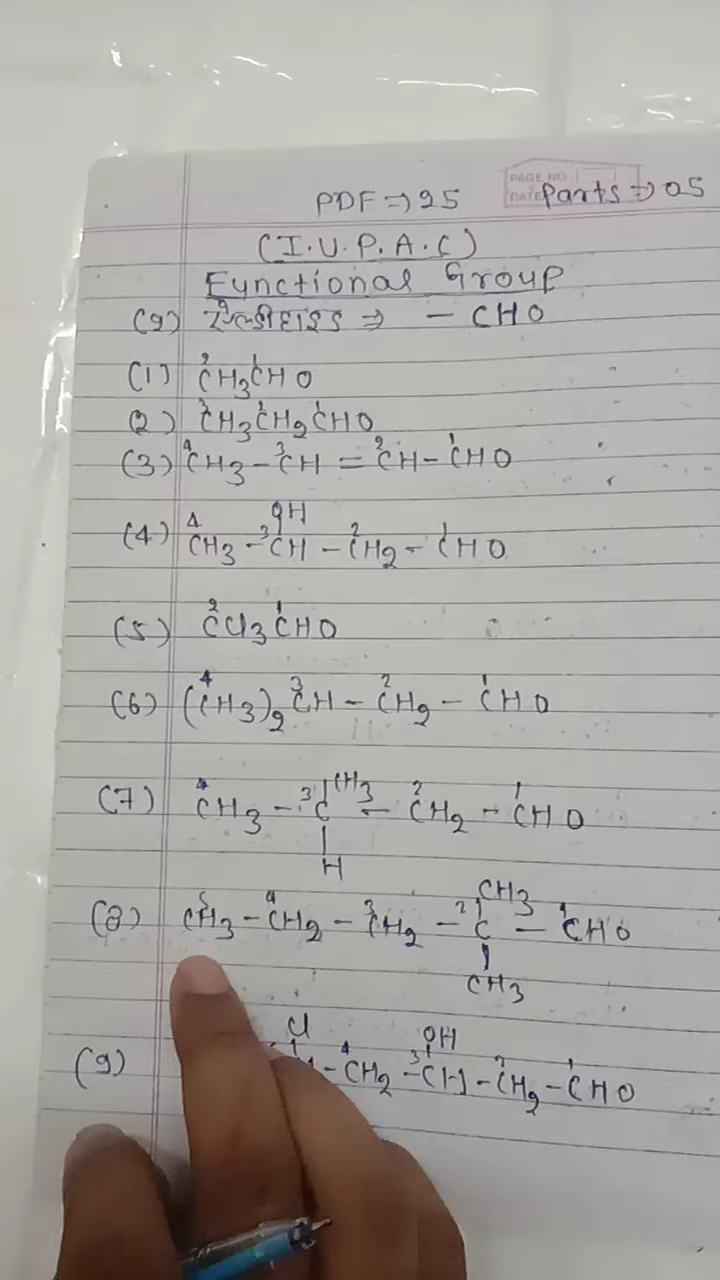 PAGE NO
DATE
PDF ⇒ 25 Parts ⇒ 05
(I.U.P.A.C)
Functional Group
(9) एल्डीहाइड ⇒ - CHO
(1) ²CH3¹CHO
2) ³CH3²CH2¹CHO
(3) ⁴CH3-³CH=²CH-¹CHO
OH
(4) ⁴CH3-³CH-²CH2-¹CHO
(5) ²CCl3¹CHO
(6) (⁴CH3)2³CH-²CH2-¹CHO
CH3
(7) ⁴CH3-³C-²CH2-¹CHO
H
CH3
(8) ⁵CH3-⁴CH2-³CH2-²C-¹CHO
CH3
Cl OH
(9) -⁴CH2-³CH-²CH2-¹CHO